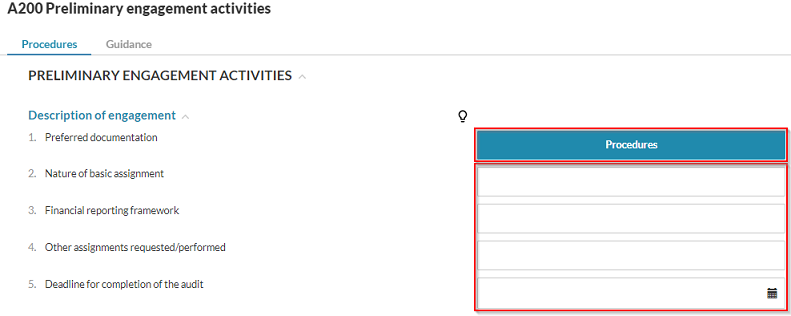 A200 Preliminary engagement activities
Procedures Guidance
PRELIMINARY ENGAGEMENT ACTIVITIES
Description of engagement
1. Preferred documentation
Procedures
2. Nature of basic assignment
3. Financial reporting framework
4. Other assignments requested/performed
5. Deadline for completion of the audit